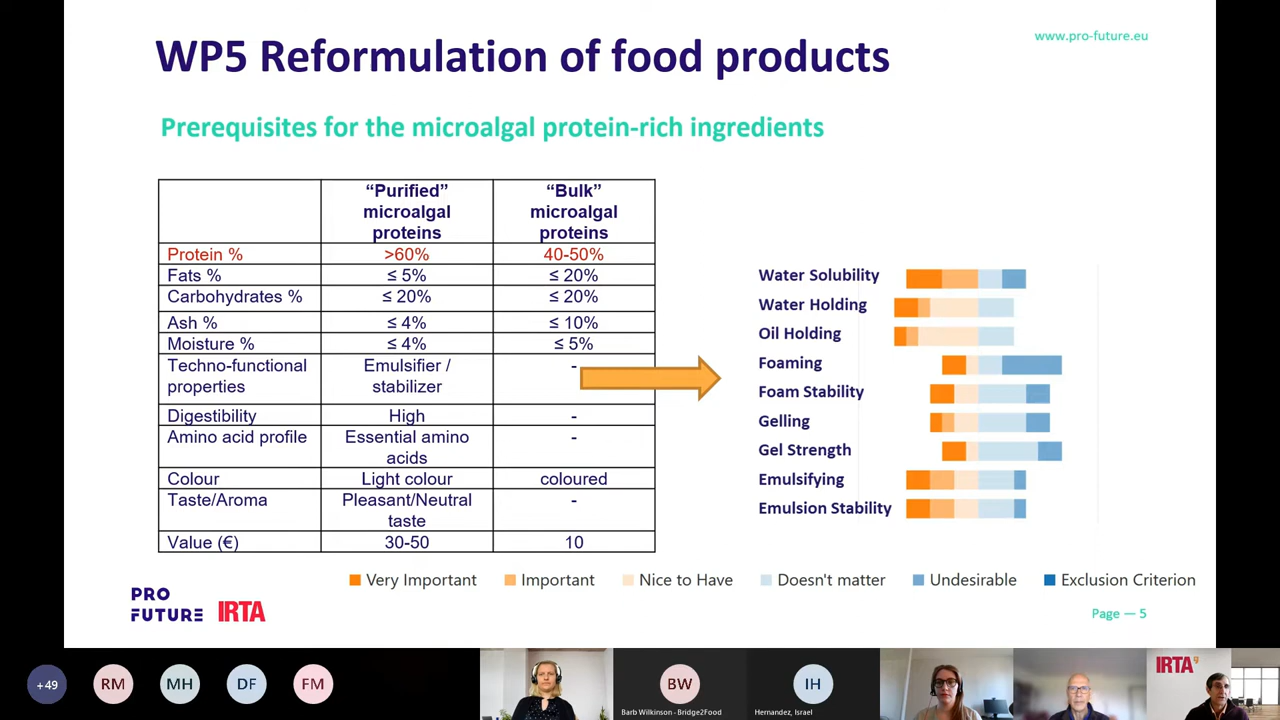 WP5 Reformulation of food products
www.pro-future.eu
Prerequisites for the microalgal protein-rich ingredients
“Purified” microalgal proteins
“Bulk” microalgal proteins
Protein % >60% 40-50%
Fats % ≤ 5% ≤ 20%
Carbohydrates % ≤ 20% ≤ 20%
Ash % ≤ 4% ≤ 10%
Moisture % ≤ 4% ≤ 5%
Techno-functional properties Emulsifier / stabilizer -
Digestibility High -
Amino acid profile Essential amino acids -
Colour Light colour coloured
Taste/Aroma Pleasant/Neutral taste -
Value (€) 30-50 10
Water Solubility
Water Holding
Oil Holding
Foaming
Foam Stability
Gelling
Gel Strength
Emulsifying
Emulsion Stability
Very Important Important Nice to Have Doesn't matter Undesirable Exclusion Criterion
PRO
FUTURE
IRTA
Page — 5
+49 RM MH DF FM BW IH
Barb Wilkinson - Bridge2Food
Hernandez, Israel
IRTA